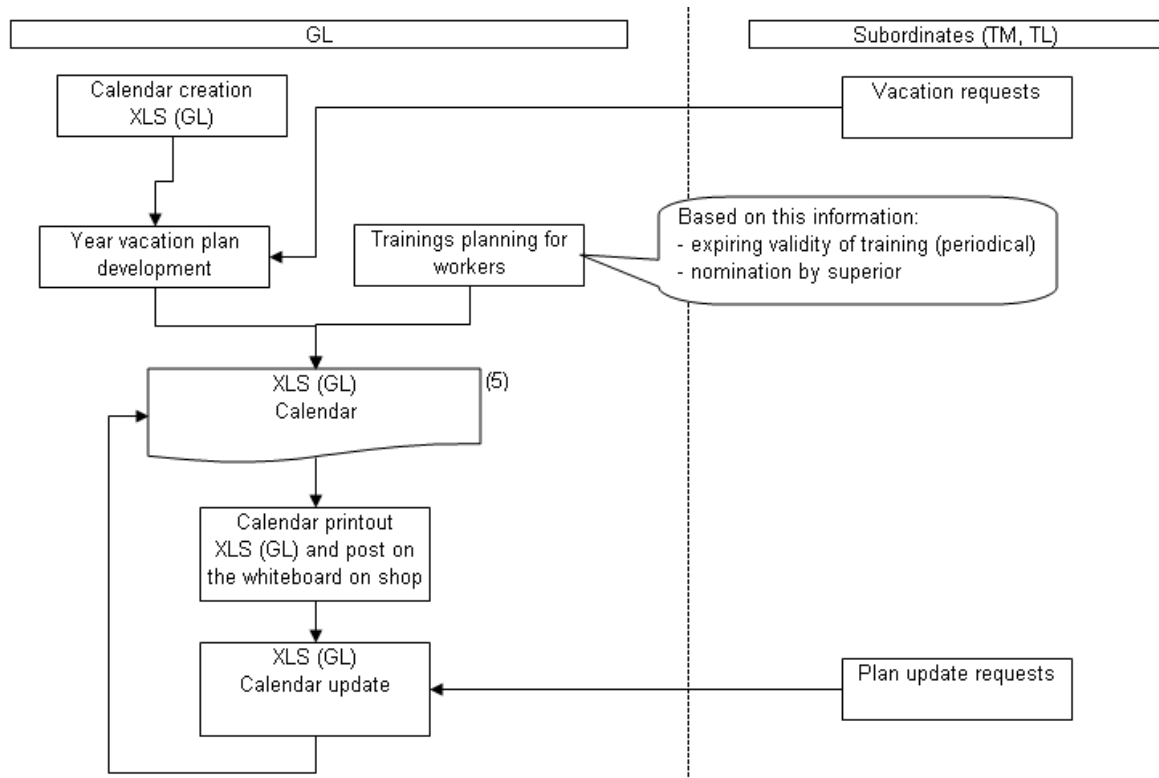 GL
Subordinates (TM, TL)
Calendar creation
XLS (GL)
Vacation requests
Year vacation plan
development
Trainings planning for
workers
Based on this information:
- expiring validity of training (periodical)
- nomination by superior
XLS (GL)
Calendar
(5)
Calendar printout
XLS (GL) and post on
the whiteboard on shop
XLS (GL)
Calendar update
Plan update requests